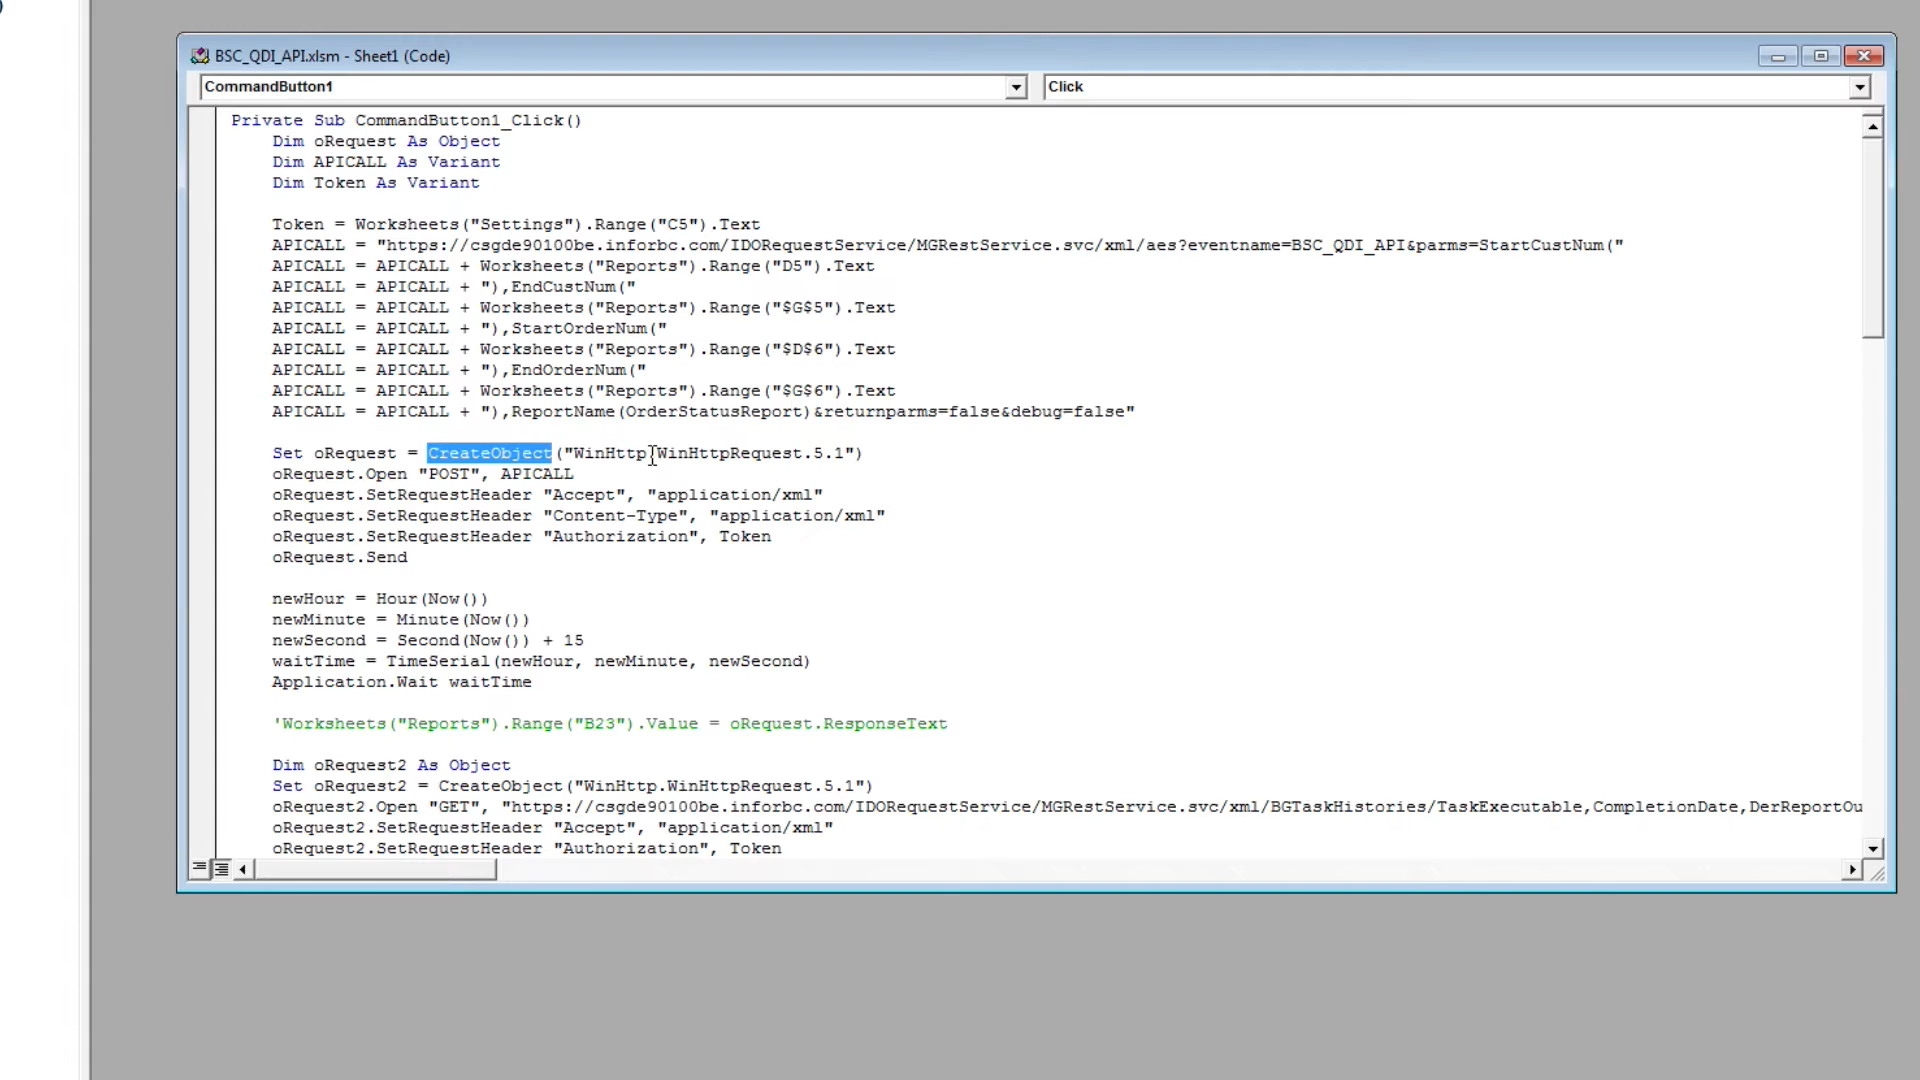 )
BSC_QDI_API.xlsm - Sheet1 (Code)
CommandButton1 Click
Private Sub CommandButton1_Click()
Dim oRequest As Object
Dim APICALL As Variant
Dim Token As Variant
Token = Worksheets("Settings").Range("C5").Text
APICALL = "https://csgde90100be.inforbc.com/IDORequestService/MGRestService.svc/xml/aes?eventname=BSC_QDI_API&parms=StartCustNum("
APICALL = APICALL + Worksheets("Reports").Range("D5").Text
APICALL = APICALL + "),EndCustNum("
APICALL = APICALL + Worksheets("Reports").Range("$G$5").Text
APICALL = APICALL + "),StartOrderNum("
APICALL = APICALL + Worksheets("Reports").Range("$D$6").Text
APICALL = APICALL + "),EndOrderNum("
APICALL = APICALL + Worksheets("Reports").Range("$G$6").Text
APICALL = APICALL + "),ReportName(OrderStatusReport)&returnparms=false&debug=false"
Set oRequest = CreateObject("WinHttp.WinHttpRequest.5.1")
oRequest.Open "POST", APICALL
oRequest.SetRequestHeader "Accept", "application/xml"
oRequest.SetRequestHeader "Content-Type", "application/xml"
oRequest.SetRequestHeader "Authorization", Token
oRequest.Send
newHour = Hour(Now())
newMinute = Minute(Now())
newSecond = Second(Now()) + 15
waitTime = TimeSerial(newHour, newMinute, newSecond)
Application.Wait waitTime
'Worksheets("Reports").Range("B23").Value = oRequest.ResponseText
Dim oRequest2 As Object
Set oRequest2 = CreateObject("WinHttp.WinHttpRequest.5.1")
oRequest2.Open "GET", "https://csgde90100be.inforbc.com/IDORequestService/MGRestService.svc/xml/BGTaskHistories/TaskExecutable,CompletionDate,DerReportOu
oRequest2.SetRequestHeader "Accept", "application/xml"
oRequest2.SetRequestHeader "Authorization", Token